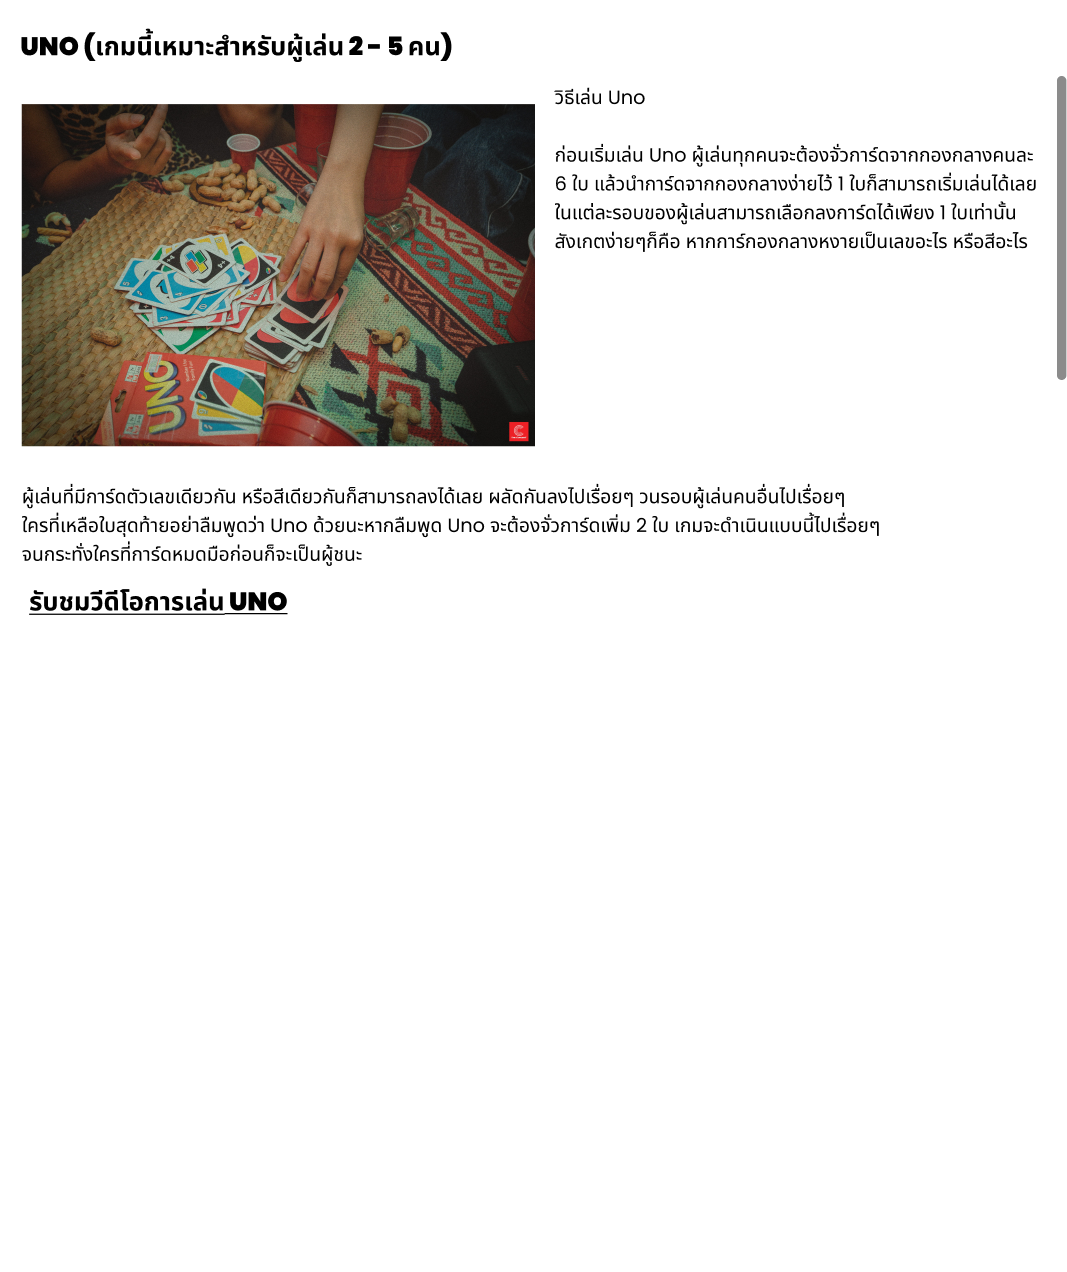 UNO (เกมนี้เหมาะสำหรับผู้เล่น 2 - 5 คน)
วิธีเล่น Uno
ก่อนเริ่มเล่น Uno ผู้เล่นทุกคนจะต้องจั่วการ์ดจากกองกลางคนละ
6 ใบ แล้วนำการ์ดจากกองกลางง่ายไว้ 1 ใบก็สามารถเริ่มเล่นได้เลย
ในแต่ละรอบของผู้เล่นสามารถเลือกลงการ์ดได้เพียง 1 ใบเท่านั้น
สังเกตง่ายๆก็คือ หากการ์กองกลางหงายเป็นเลขอะไร หรือสีอะไร
UNO
ผู้เล่นที่มีการ์ดตัวเลขเดียวกัน หรือสีเดียวกันก็สามารถลงได้เลย ผลัดกันลงไปเรื่อยๆ วนรอบผู้เล่นคนอื่นไปเรื่อยๆ
ใครที่เหลือใบสุดท้ายอย่าลืมพูดว่า Uno ด้วยนะหากลืมพูด Uno จะต้องจั่วการ์ดเพิ่ม 2 ใบ เกมจะดำเนินแบบนี้ไปเรื่อยๆ
จนกระทั่งใครที่การ์ดหมดมือก่อนก็จะเป็นผู้ชนะ
รับชมวีดีโอการเล่น UNO